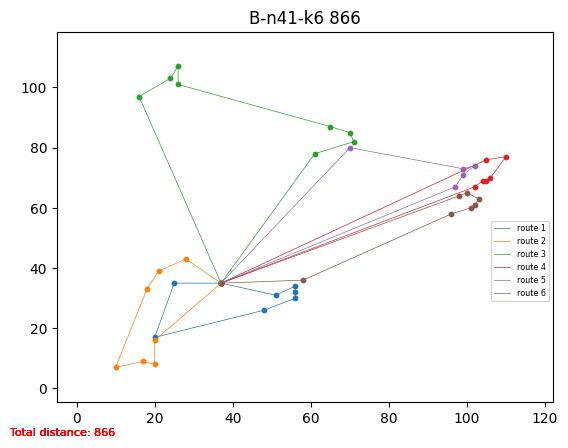 B-n41-k6 866
100
80
60
40
20
0
0 20 40 60 80 100 120
route 1
route 2
route 3
route 4
route 5
route 6
Total distance: 866